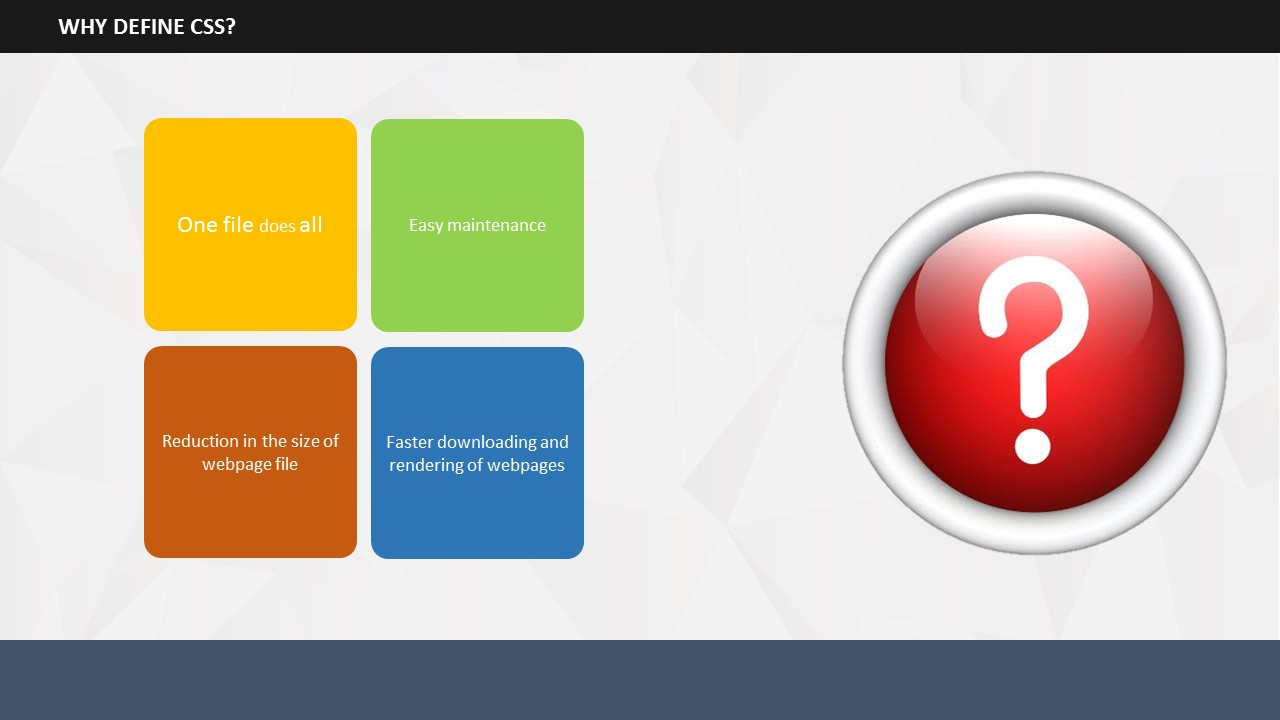 WHY DEFINE CSS?
One file does all
Easy maintenance
Reduction in the size of
webpage file
Faster downloading and
rendering of webpages
?